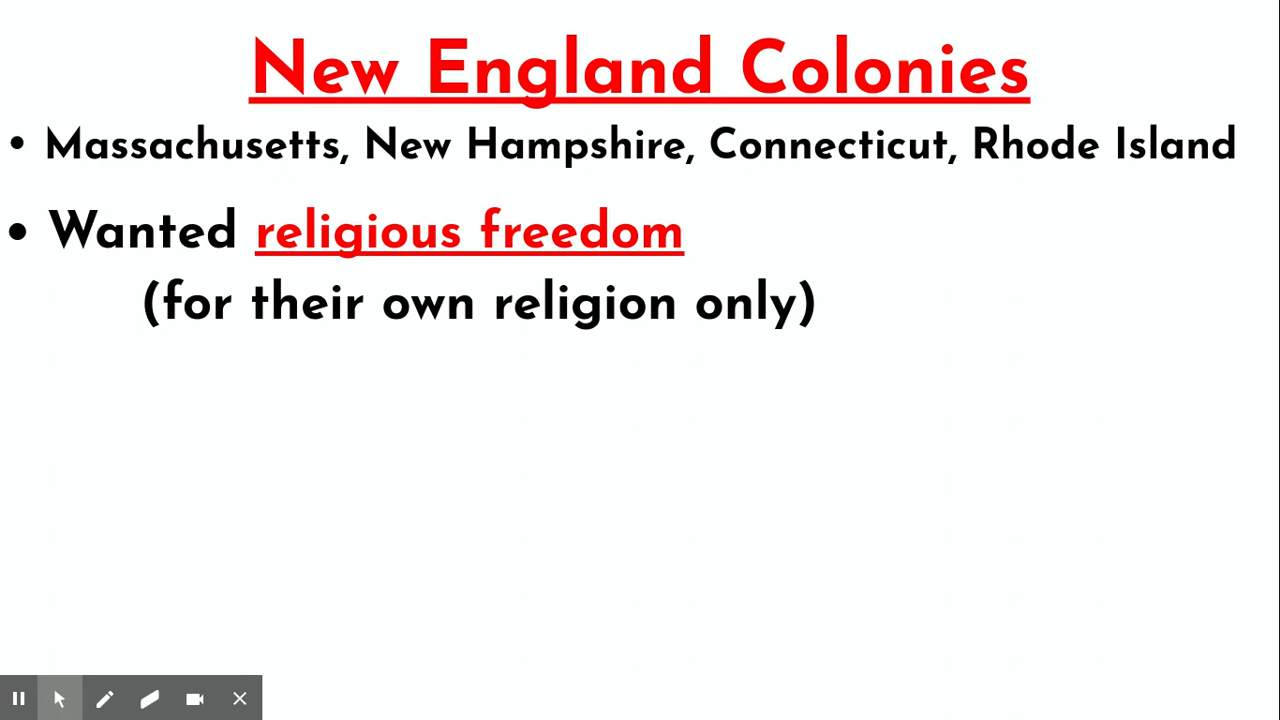 New England Colonies
• Massachusetts, New Hampshire, Connecticut, Rhode Island
• Wanted religious freedom
(for their own religion only)